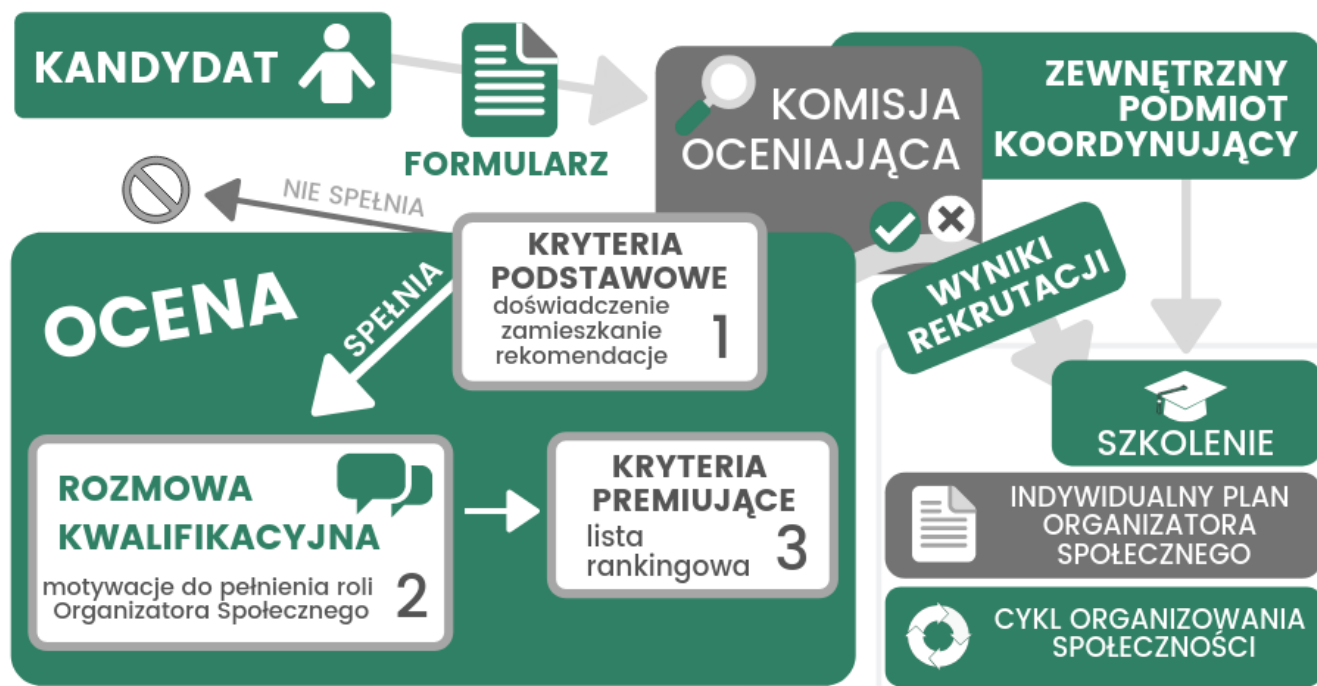 KANDYDAT
FORMULARZ
KOMISJA
OCENIAJĄCA
ZEWNĘTRZNY
PODMIOT
KOORDYNUJĄCY
NIE SPEŁNIA
OCENA
SPEŁNIA
KRYTERIA
PODSTAWOWE
doświadczenie
zamieszkanie
rekomendacje
1
WYNIKI
REKRUTACJI
ROZMOWA
KWALIFIKACYJNA
motywacje do pełnienia roli
Organizatora Społecznego
2
KRYTERIA
PREMIUJĄCE
lista
rankingowa
3
SZKOLENIE
INDYWIDUALNY PLAN
ORGANIZATORA
SPOŁECZNEGO
CYKL ORGANIZOWANIA
SPOŁECZNOŚCI